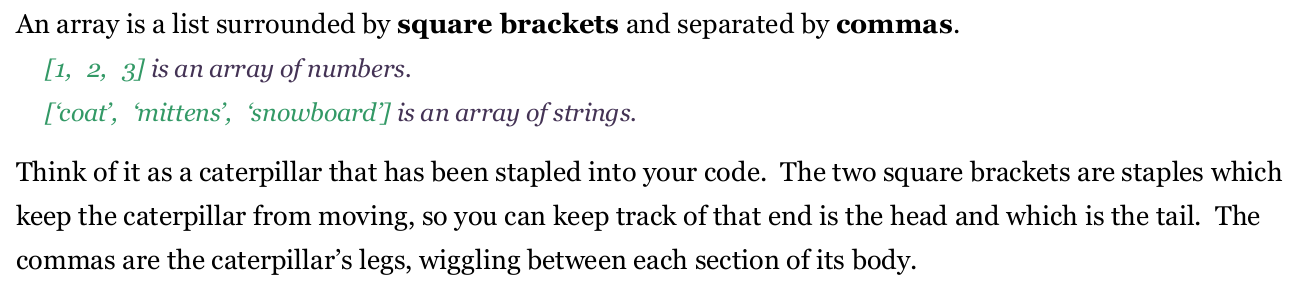 An array is a list surrounded by square brackets and separated by commas.
[1, 2, 3] is an array of numbers.
[‘coat’, ‘mittens’, ‘snowboard’] is an array of strings.
Think of it as a caterpillar that has been stapled into your code. The two square brackets are staples which
keep the caterpillar from moving, so you can keep track of that end is the head and which is the tail. The
commas are the caterpillar’s legs, wiggling between each section of its body.